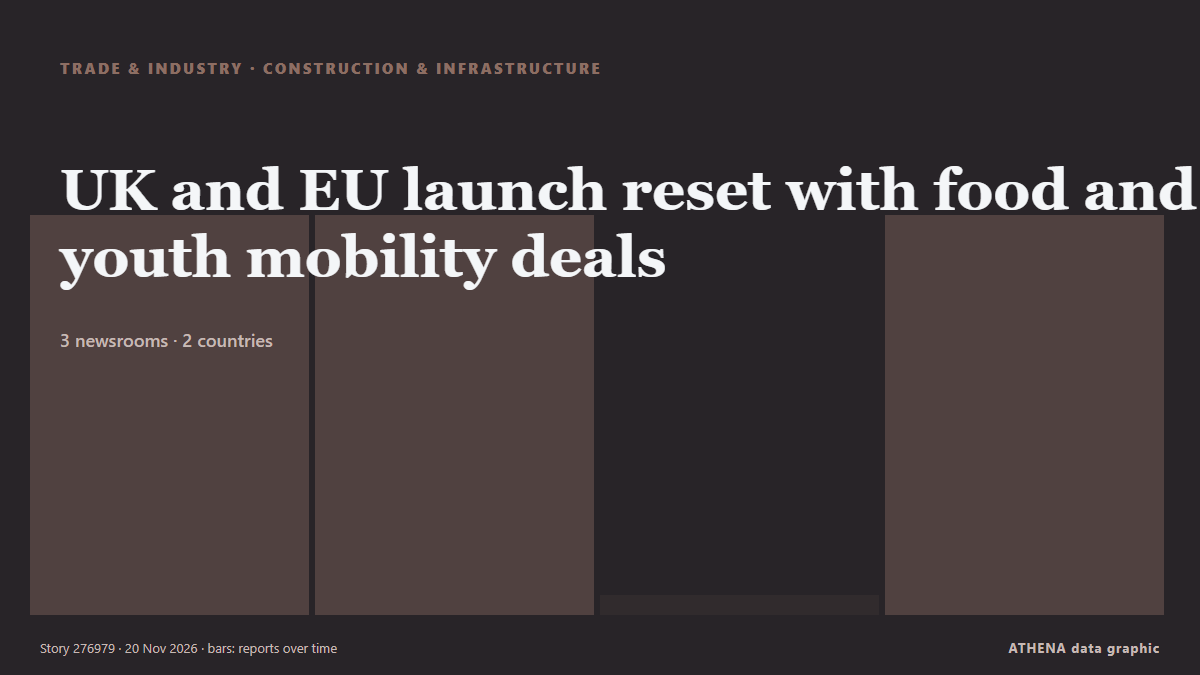 TRADE & INDUSTRY · CONSTRUCTION & INFRASTRUCTURE
UK and EU launch reset with food and
youth mobility deals
3 newsrooms · 2 countries
Story 276979 · 20 Nov 2026 · bars: reports over time
ATHENA data graphic